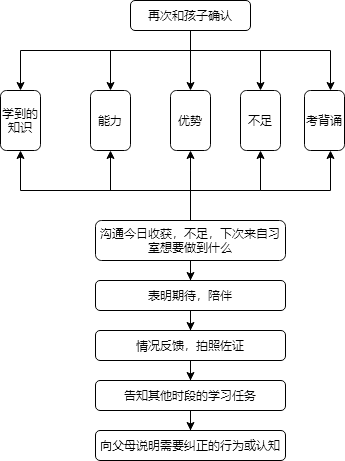 再次和孩子确认
学到的
知识
能力
优势
不足
考背诵
沟通今日收获，不足，下次来自习
室想要做到什么
表明期待，陪伴
情况反馈，拍照佐证
告知其他时段的学习任务
向父母说明需要纠正的行为或认知